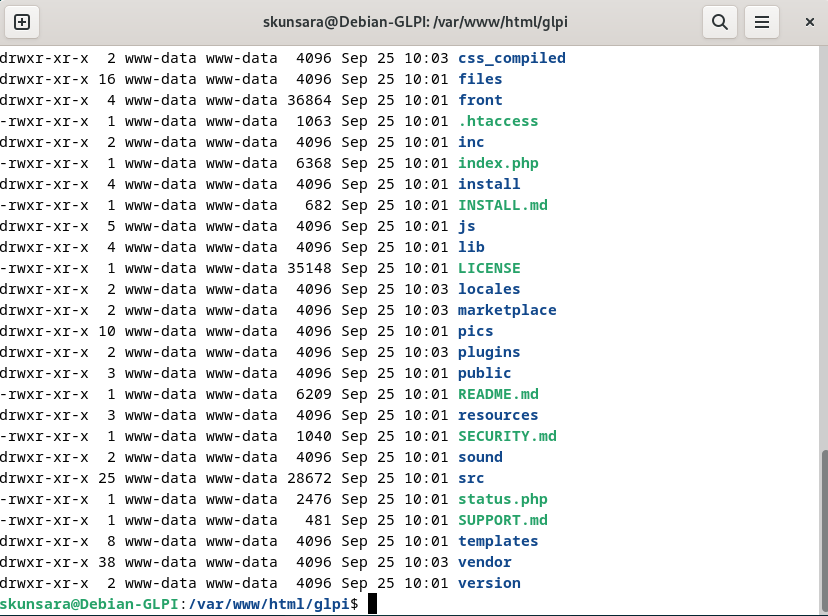 skunsara@Debian-GLPI: /var/www/html/glpi
drwxr-xr-x  2 www-data www-data  4096 Sep 25 10:03 css_compiled
drwxr-xr-x 16 www-data www-data  4096 Sep 25 10:01 files
drwxr-xr-x  4 www-data www-data 36864 Sep 25 10:01 front
-rwxr-xr-x  1 www-data www-data  1063 Sep 25 10:01 .htaccess
drwxr-xr-x  2 www-data www-data  4096 Sep 25 10:01 inc
-rwxr-xr-x  1 www-data www-data  6368 Sep 25 10:01 index.php
drwxr-xr-x  4 www-data www-data  4096 Sep 25 10:01 install
-rwxr-xr-x  1 www-data www-data   682 Sep 25 10:01 INSTALL.md
drwxr-xr-x  5 www-data www-data  4096 Sep 25 10:01 js
drwxr-xr-x  4 www-data www-data  4096 Sep 25 10:01 lib
-rwxr-xr-x  1 www-data www-data 35148 Sep 25 10:01 LICENSE
drwxr-xr-x  2 www-data www-data  4096 Sep 25 10:03 locales
drwxr-xr-x  2 www-data www-data  4096 Sep 25 10:03 marketplace
drwxr-xr-x 10 www-data www-data  4096 Sep 25 10:01 pics
drwxr-xr-x  2 www-data www-data  4096 Sep 25 10:03 plugins
drwxr-xr-x  3 www-data www-data  4096 Sep 25 10:01 public
-rwxr-xr-x  1 www-data www-data  6209 Sep 25 10:01 README.md
drwxr-xr-x  3 www-data www-data  4096 Sep 25 10:01 resources
-rwxr-xr-x  1 www-data www-data  1040 Sep 25 10:01 SECURITY.md
drwxr-xr-x  2 www-data www-data  4096 Sep 25 10:01 sound
drwxr-xr-x 25 www-data www-data 28672 Sep 25 10:01 src
-rwxr-xr-x  1 www-data www-data  2476 Sep 25 10:01 status.php
-rwxr-xr-x  1 www-data www-data   481 Sep 25 10:01 SUPPORT.md
drwxr-xr-x  8 www-data www-data  4096 Sep 25 10:01 templates
drwxr-xr-x 38 www-data www-data  4096 Sep 25 10:03 vendor
drwxr-xr-x  2 www-data www-data  4096 Sep 25 10:01 version
skunsara@Debian-GLPI:/var/www/html/glpi$